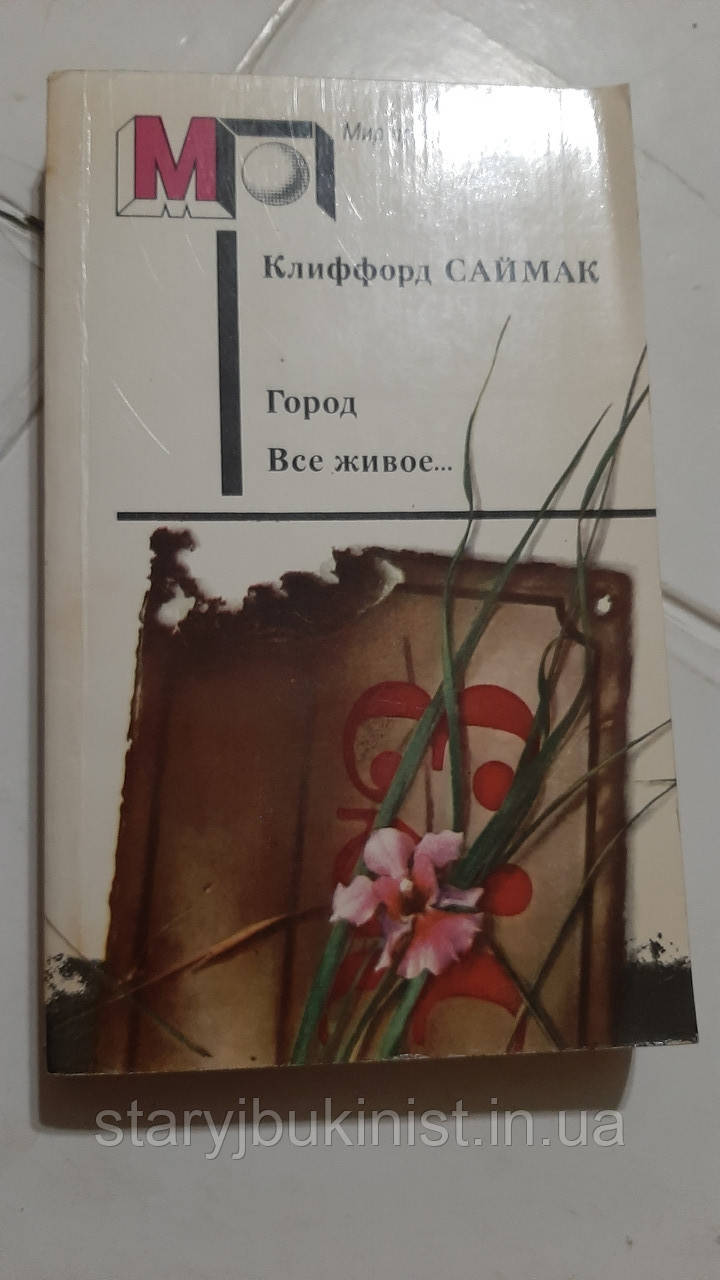 М
Мир
Клиффорд САЙМАК
Город
Все живое...
staryjbukinist.in.ua